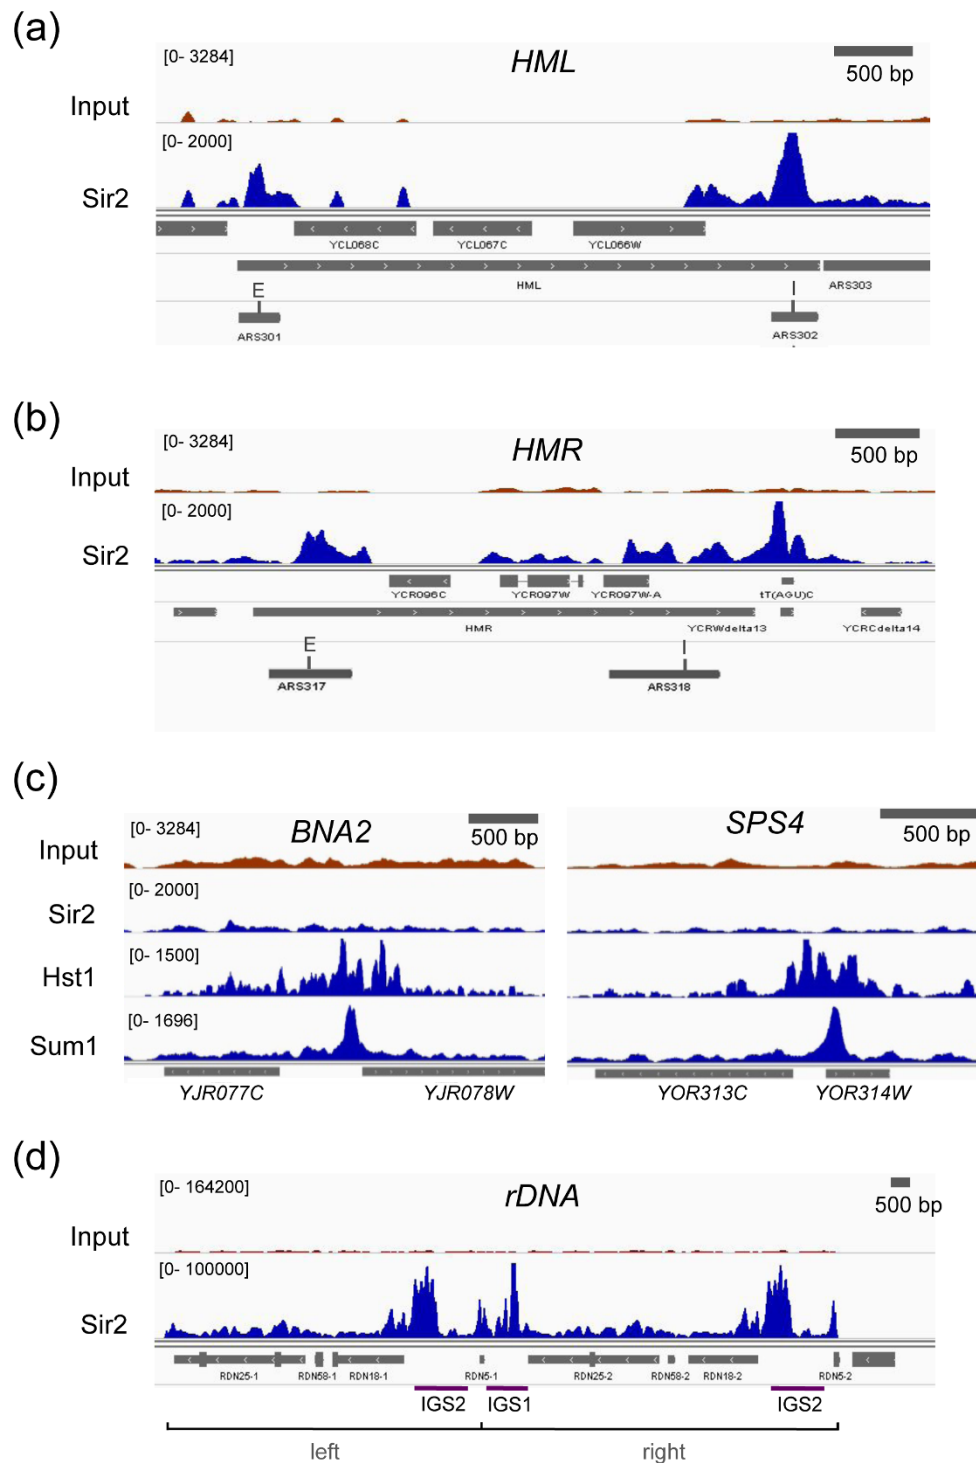 (a)
[0- 3284]
HML
500 bp
Input
[0- 2000]
Sir2
YCL068C
YCL067C
YCL066W
HML
ARS303
E
I
ARS301
ARS302
(b)
[0- 3284]
HMR
500 bp
Input
[0- 2000]
Sir2
YCR096C
YCR097W
YCR097W-A
tT(AGU)C
HMR
YCRWdelta13
YCRCdelta14
E
I
ARS317
ARS318
(c)
[0- 3284]
BNA2
500 bp
SPS4
500 bp
Input
[0- 2000]
Sir2
[0- 1500]
Hst1
[0- 1696]
Sum1
YJR077C
YJR078W
YOR313C
YOR314W
(d)
[0- 164200]
rDNA
500 bp
Input
[0- 100000]
Sir2
RDN25-1
RDN58-1
RDN18-1
RDN5-1
RDN25-2
RDN58-2
RDN18-2
RDN5-2
IGS2
IGS1
IGS2
left
right